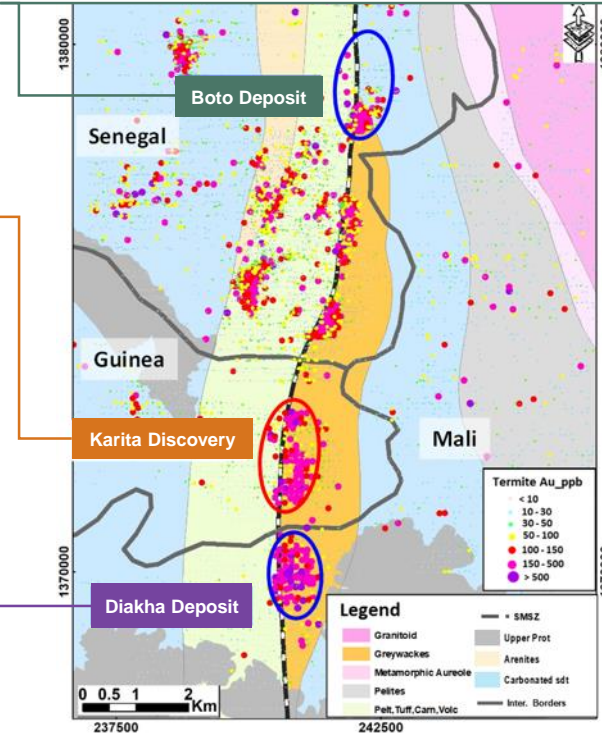 1380000
Boto Deposit
Senegal
Guinea
Karita Discovery
Mali
Termite Au_ppb
< 10
10 - 30
30 - 50
50 - 100
100 - 150
150 - 500
> 500
1370000
Diakha Deposit
Legend
Granitoid
Greywackes
Metamorphic Aureole
Pelites
Pelt,Tuff,Carn,Volc
SMSZ
Upper Prot
Arenites
Carbonated sdt
Inter. Borders
0 0.5 1 2
Km
237500
242500